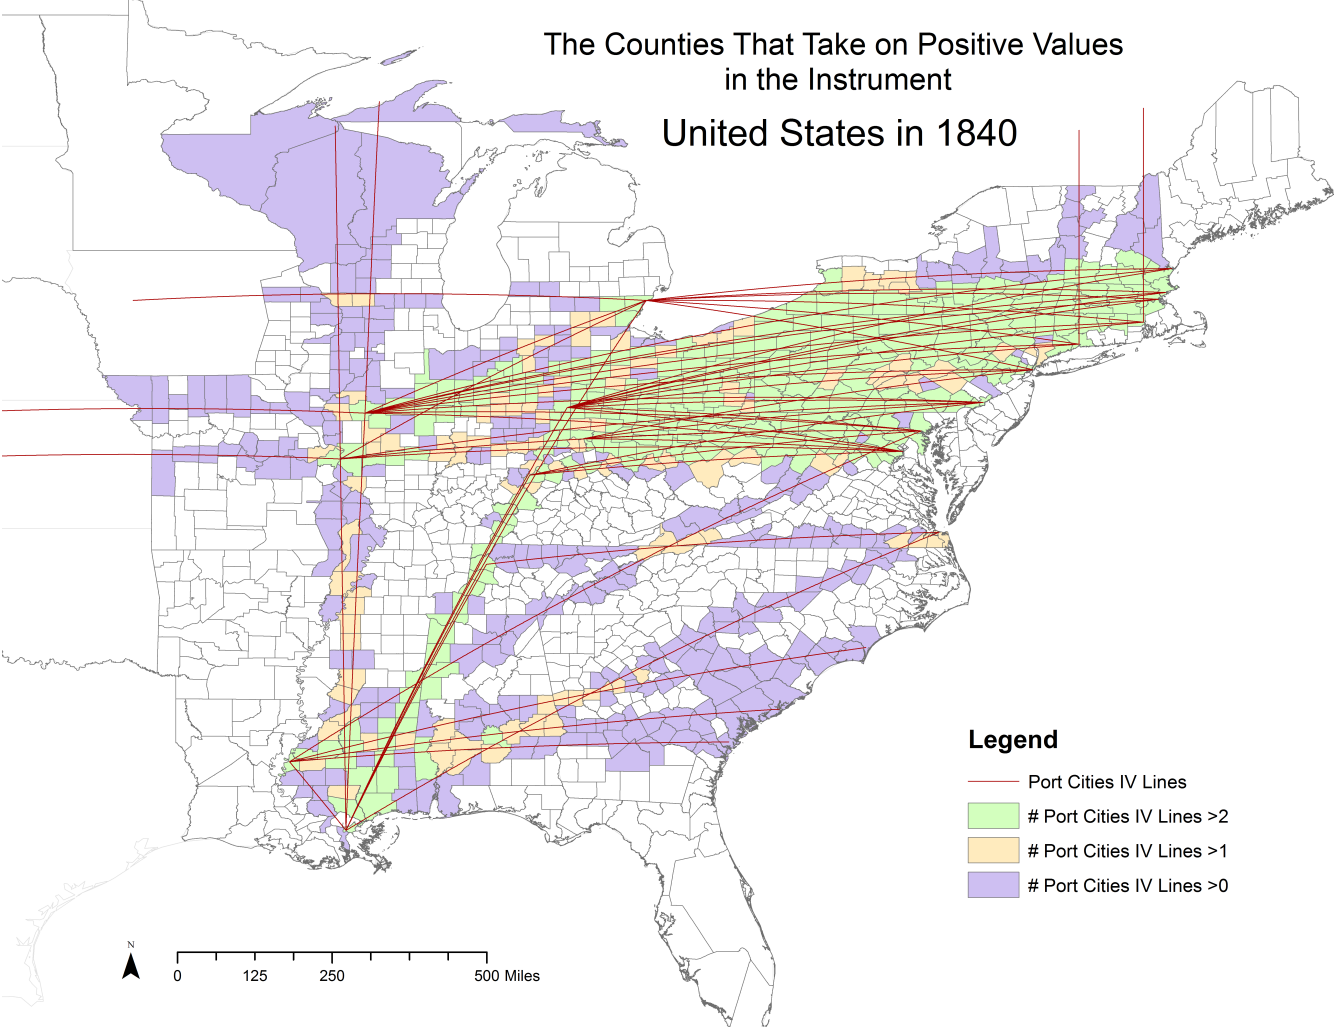 The Counties That Take on Positive Values
in the Instrument
United States in 1840
Legend
Port Cities IV Lines
# Port Cities IV Lines >2
# Port Cities IV Lines >1
# Port Cities IV Lines >0
N
0 125 250 500 Miles